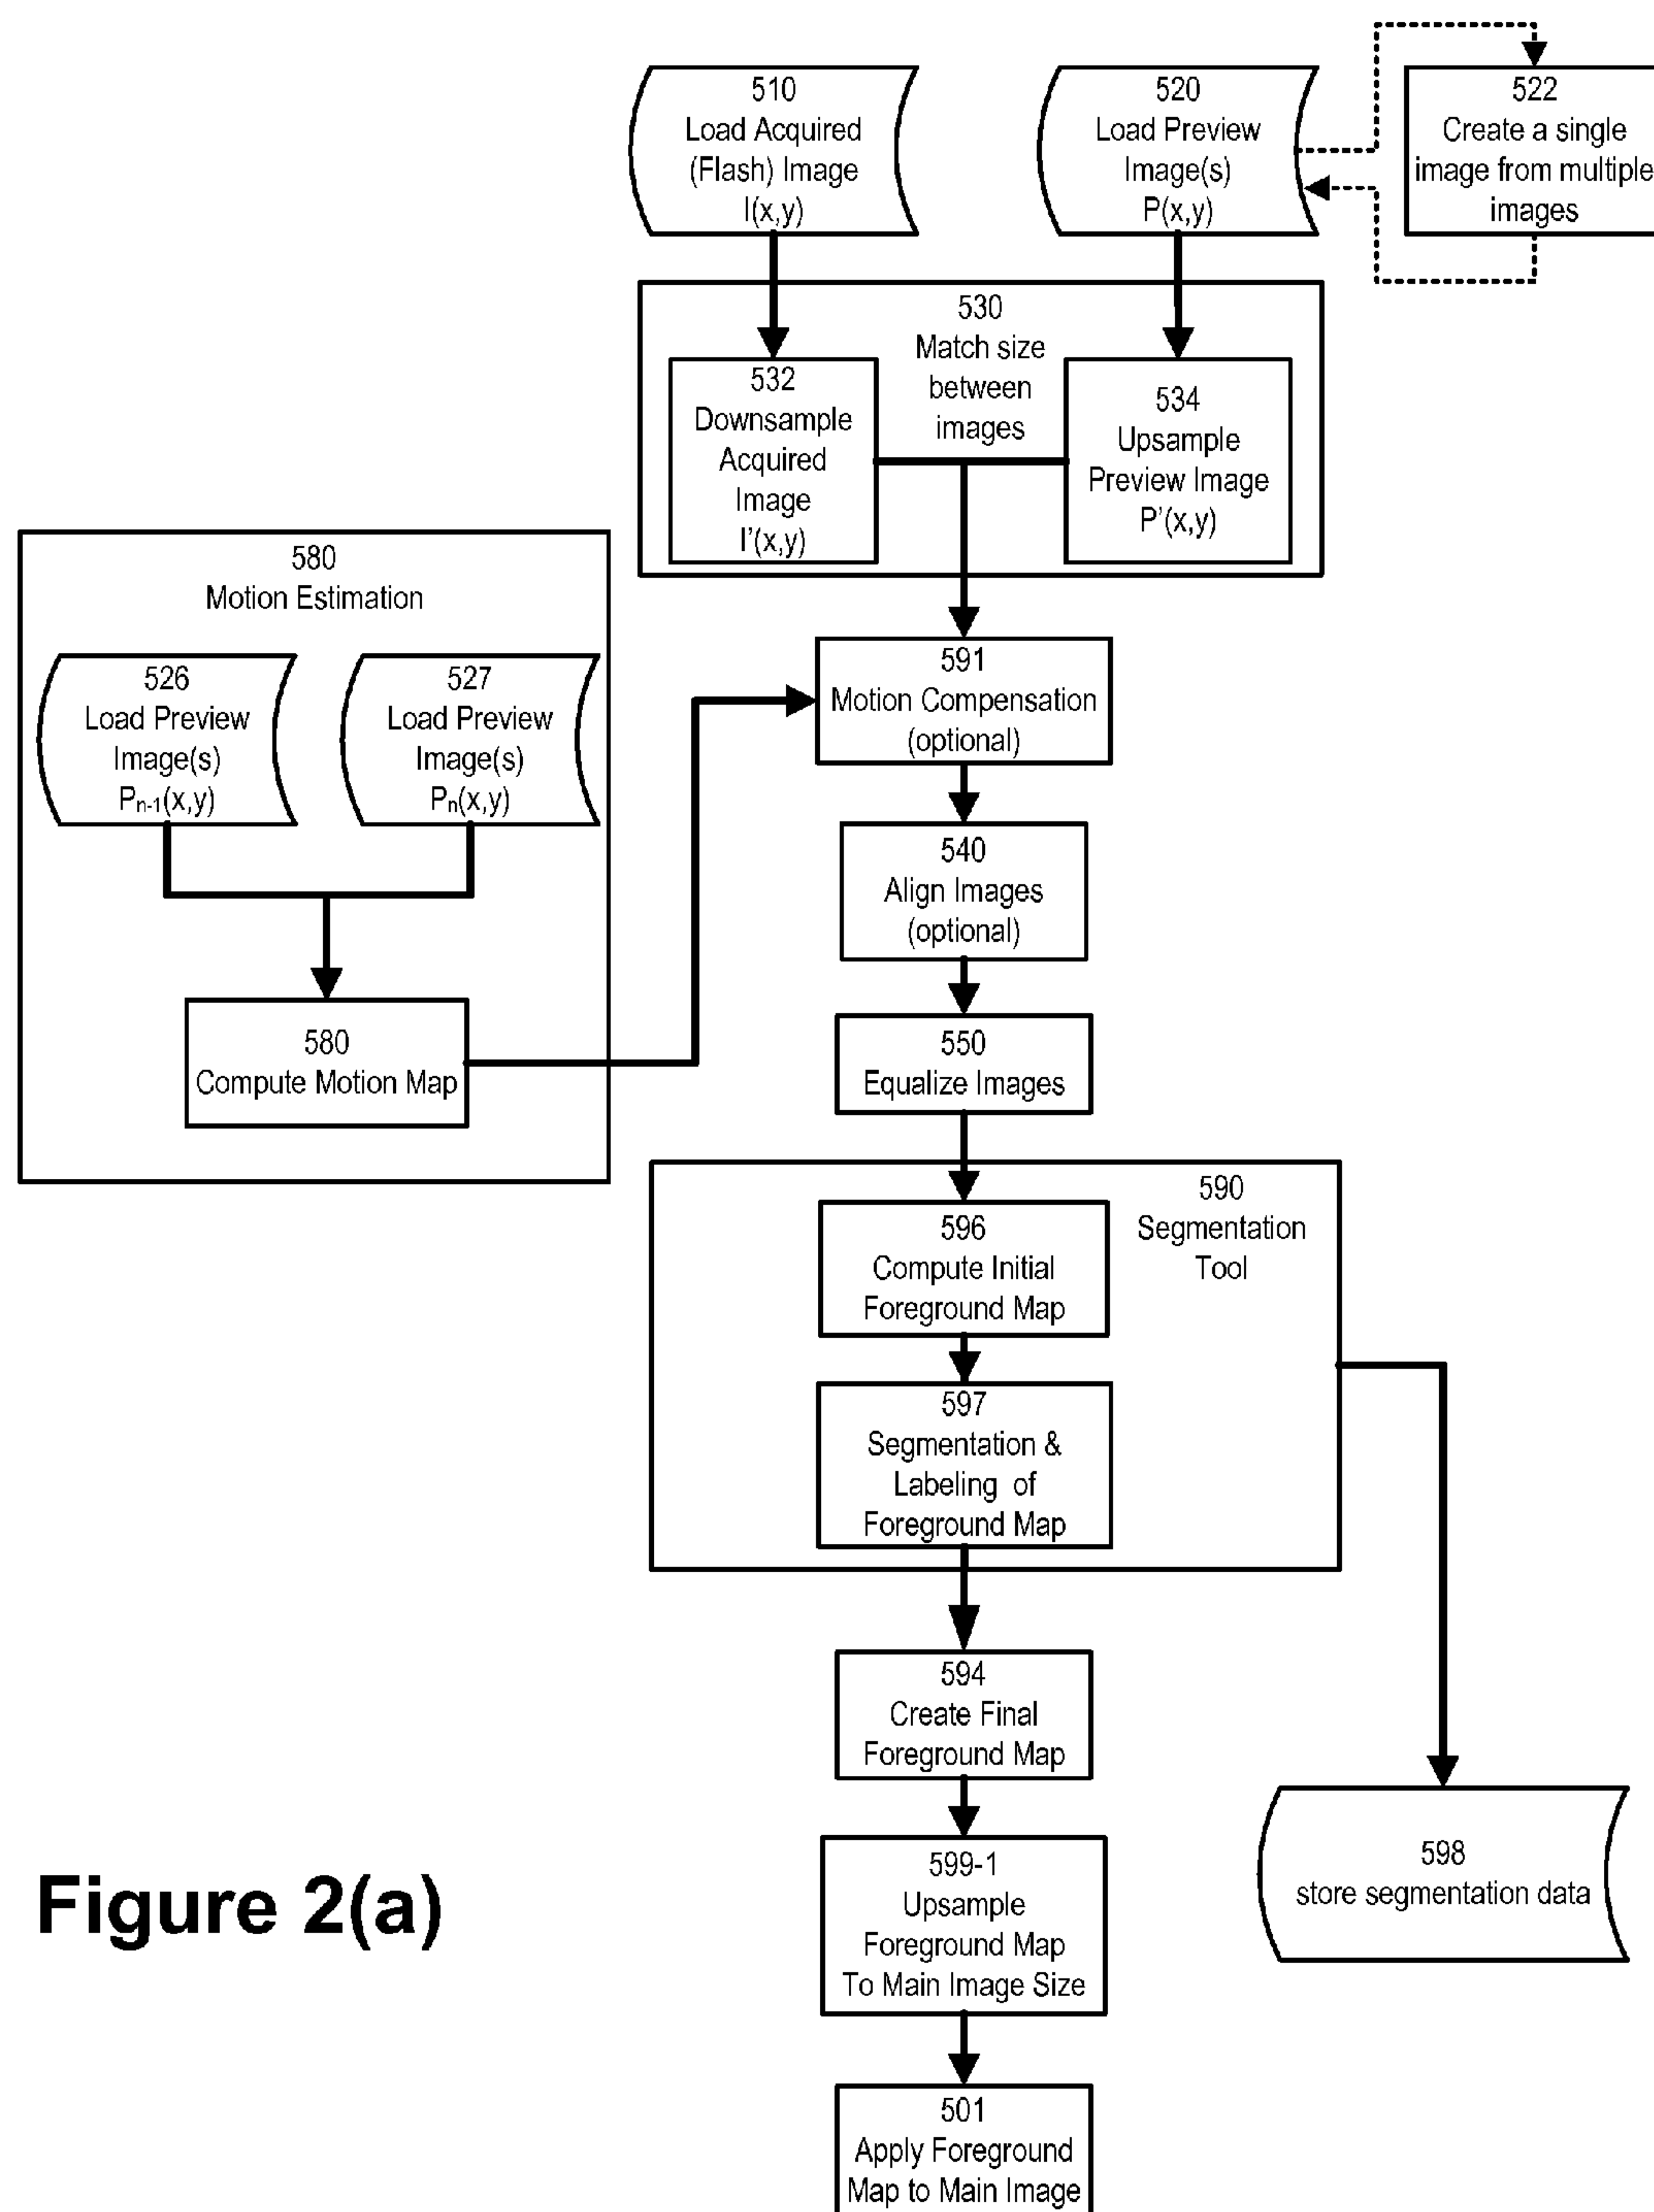 510
Load Acquired
(Flash) Image
I(x,y)
520
Load Preview
Image(s)
P(x,y)
522
Create a single
image from multiple
images
530
Match size
between
images
532
Downsample
Acquired
Image
I'(x,y)
534
Upsample
Preview Image
P'(x,y)
580
Motion Estimation
526
Load Preview
Image(s)
Pn-1(x,y)
527
Load Preview
Image(s)
Pn(x,y)
580
Compute Motion Map
591
Motion Compensation
(optional)
540
Align Images
(optional)
550
Equalize Images
590
Segmentation
Tool
596
Compute Initial
Foreground Map
597
Segmentation &
Labeling of
Foreground Map
594
Create Final
Foreground Map
599-1
Upsample
Foreground Map
To Main Image Size
598
store segmentation data
501
Apply Foreground
Map to Main Image
Figure 2(a)